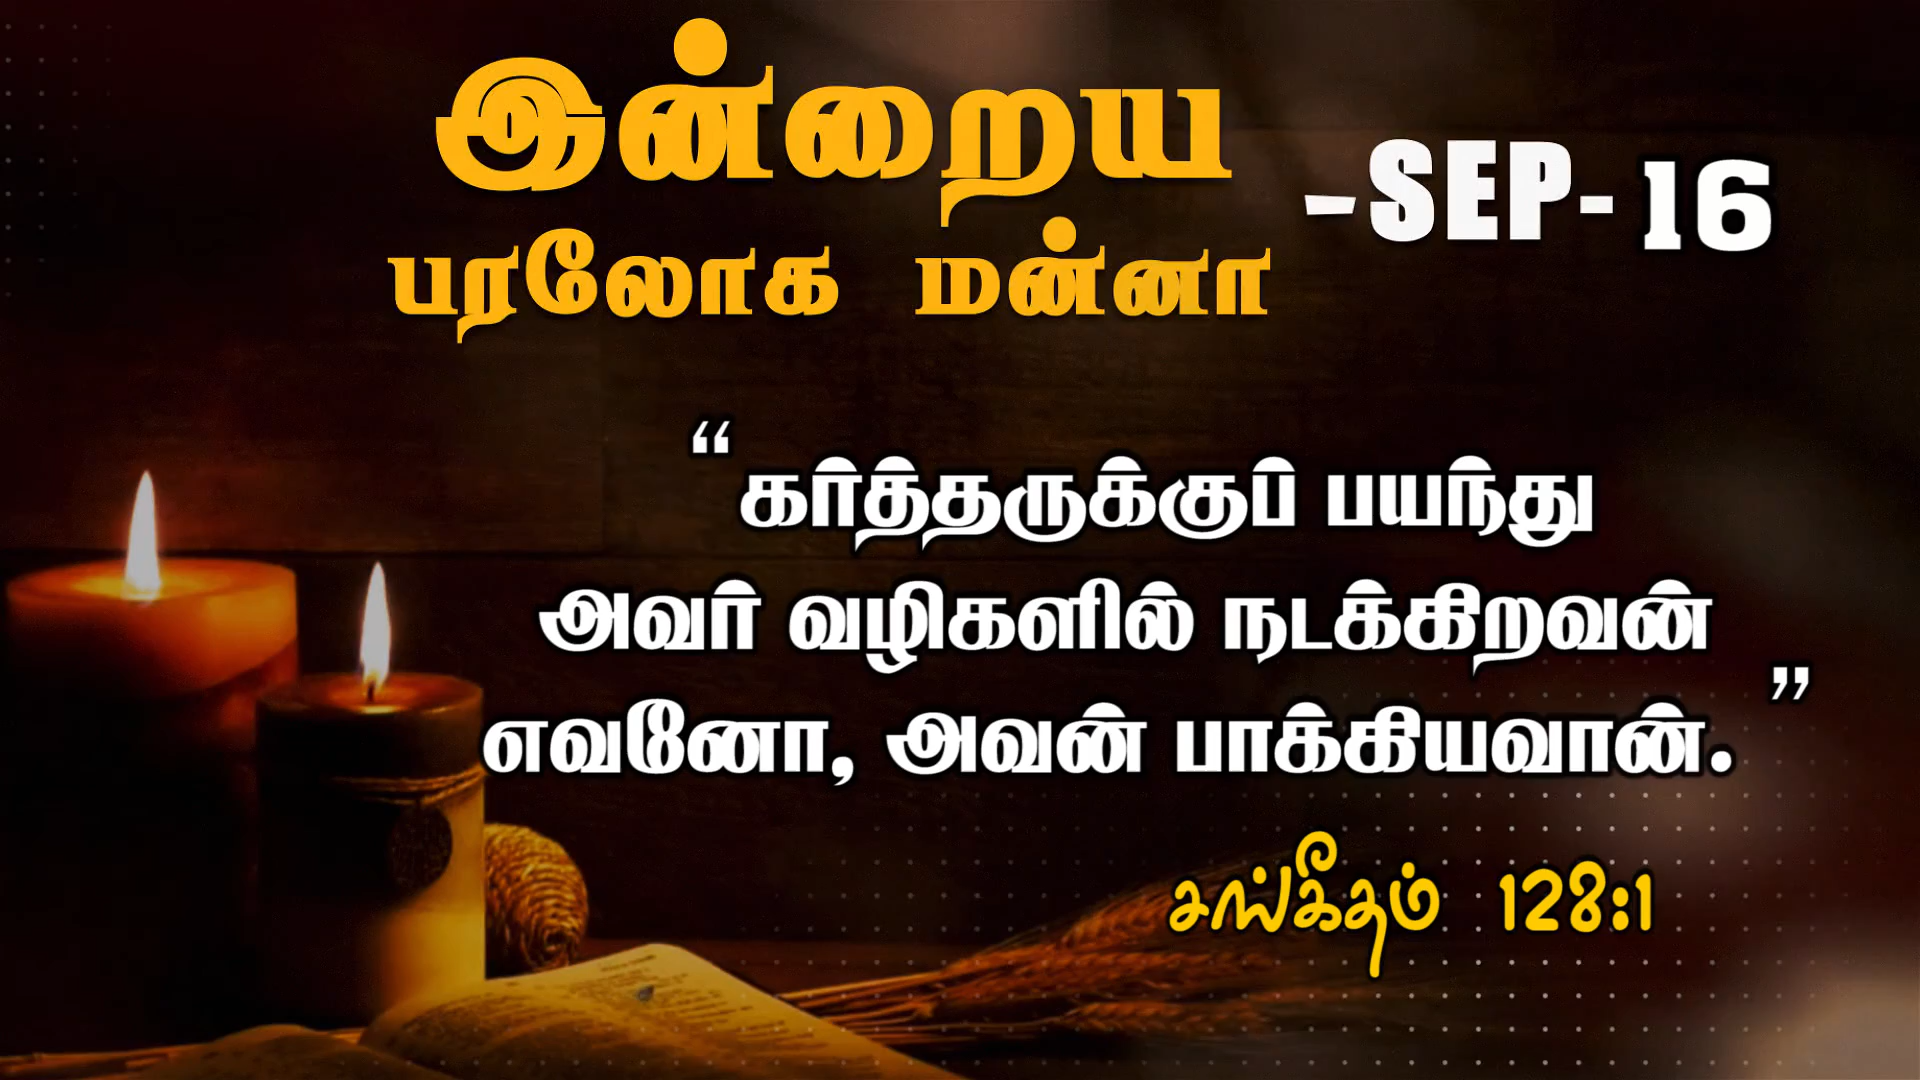 இன்றைய
பரலோக மன்னா
-SEP- 16
“கர்த்தருக்குப் பயந்து
அவர் வழிகளில் நடக்கிறவன்
எவனோ, அவன் பாக்கியவான்.”
சங்கீதம் 128:1